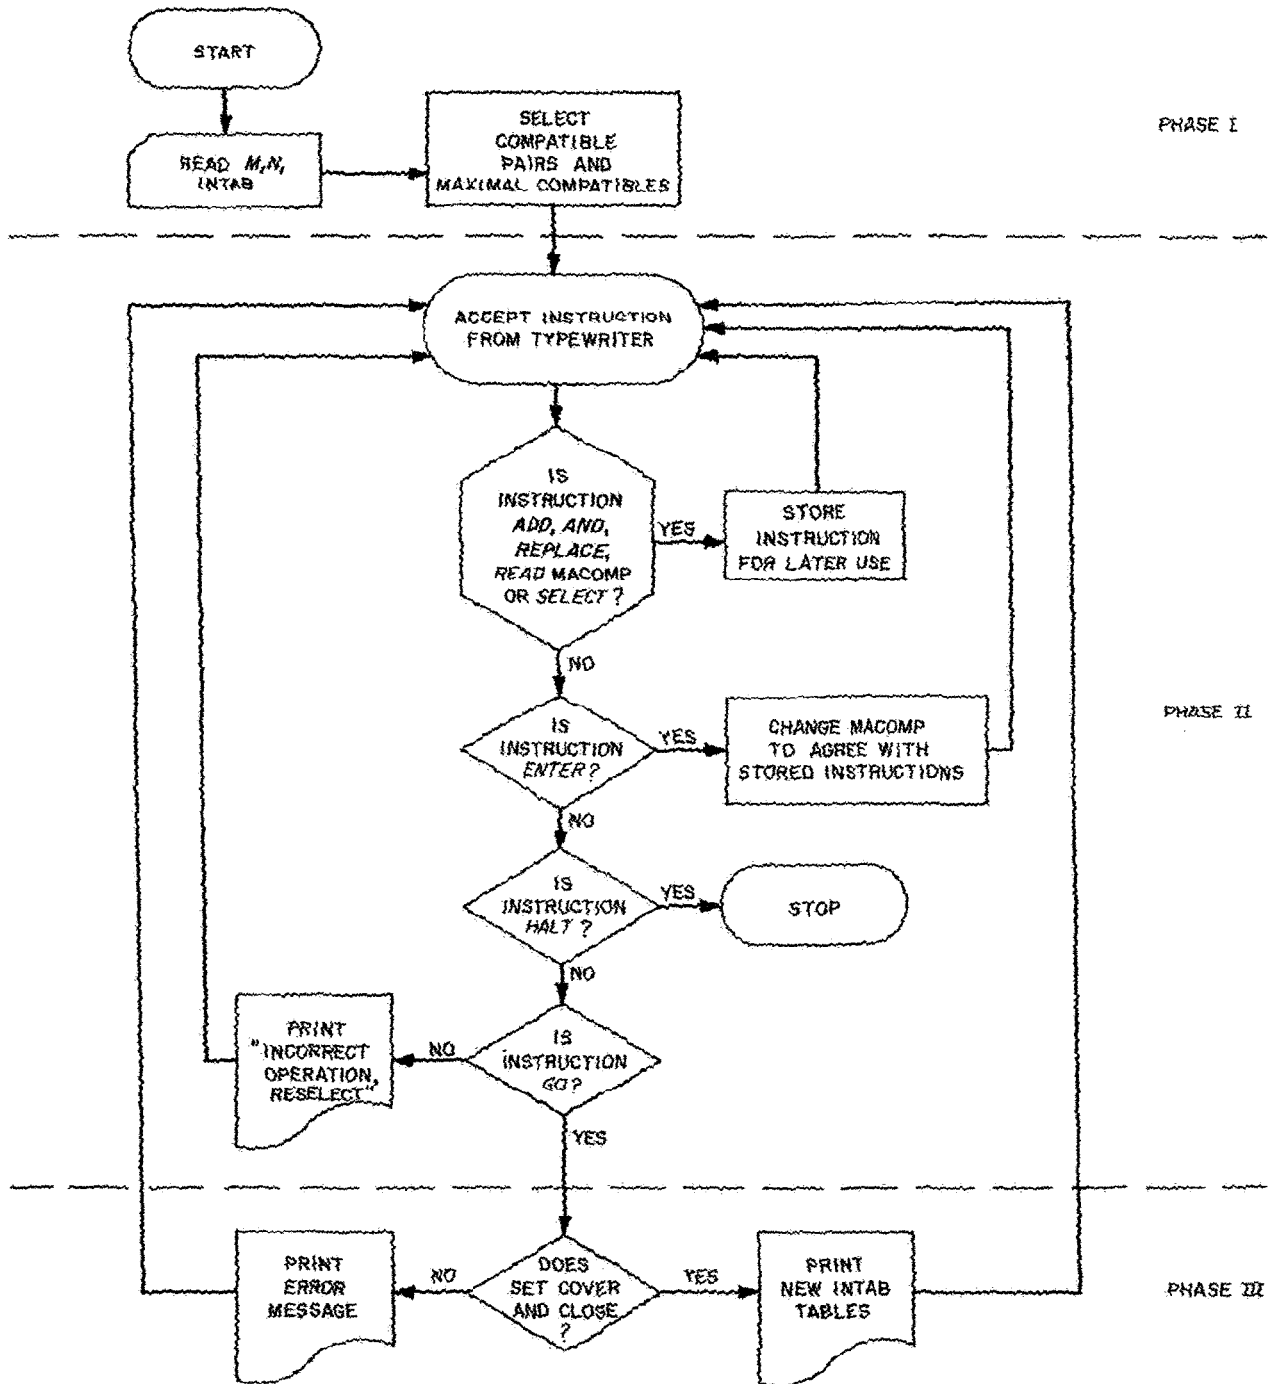 START
READ M, N,
INTAB
SELECT
COMPATIBLE
PAIRS AND
MAXIMAL COMPATIBLES
PHASE I
ACCEPT INSTRUCTION
FROM TYPEWRITER
IS
INSTRUCTION
ADD, AND,
REPLACE,
READ MACOMP
OR SELECT?
YES
STORE
INSTRUCTION
FOR LATER USE
NO
IS
INSTRUCTION
ENTER?
YES
CHANGE MACOMP
TO AGREE WITH
STORED INSTRUCTIONS
PHASE II
NO
IS
INSTRUCTION
HALT?
YES
STOP
NO
IS
INSTRUCTION
GO?
NO
PRINT
"INCORRECT
OPERATION,
RESELECT"
YES
DOES
SET COVER
AND CLOSE
?
NO
PRINT
ERROR
MESSAGE
YES
PRINT
NEW INTAB
TABLES
PHASE III